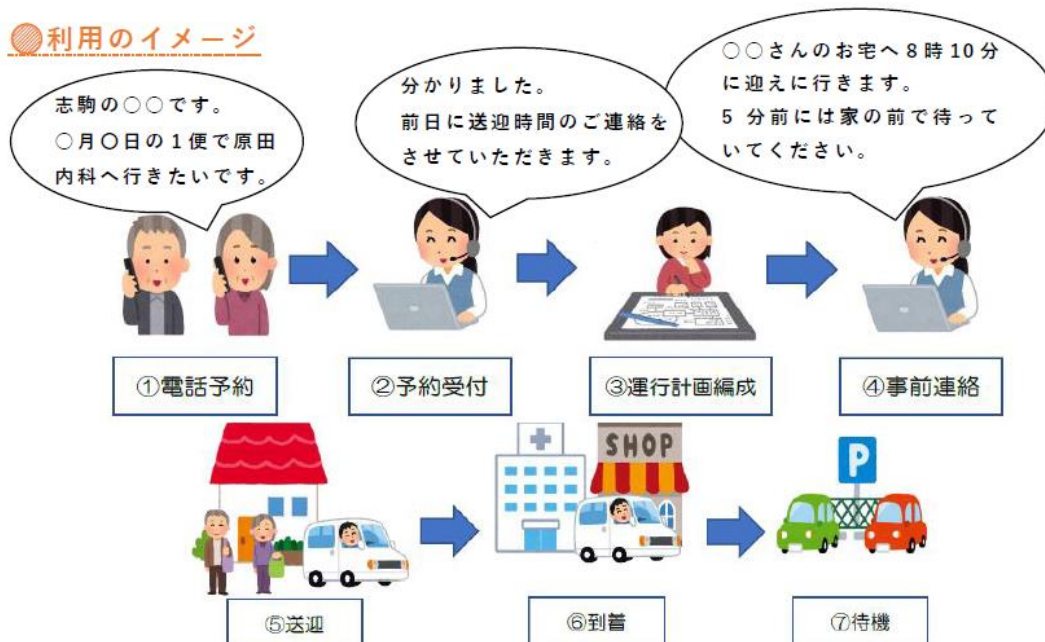 利用のイメージ
志駒の○○です。
○月〇日の1便で原田
内科へ行きたいです。
分かりました。
前日に送迎時間のご連絡を
させていただきます。
○○さんのお宅へ8時10分
に迎えに行きます。
5 分前には家の前で待って
いてください。
①電話予約
②予約受付
③運行計画編成
④事前連絡
SHOP
P
⑤送迎
⑥到着
⑦待機